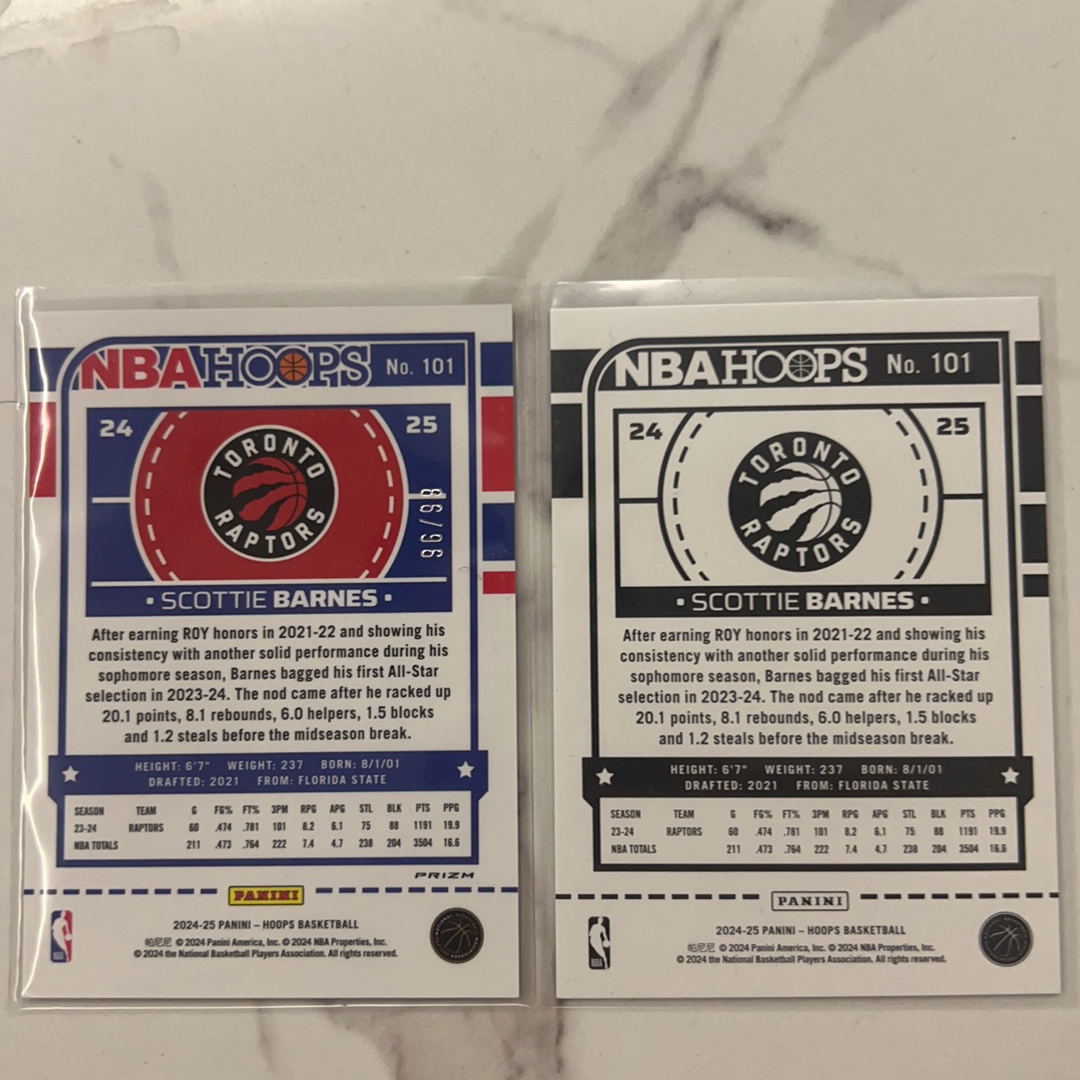 NBA HOOPS No. 101
24 25
TORONTO
RAPTORS
• SCOTTIE BARNES •
After earning ROY honors in 2021-22 and showing his
consistency with another solid performance during his
sophomore season, Barnes bagged his first All-Star
selection in 2023-24. The nod came after he racked up
20.1 points, 8.1 rebounds, 6.0 helpers, 1.5 blocks
and 1.2 steals before the midseason break.
HEIGHT: 6'7" WEIGHT: 237 BORN: 8/1/01
DRAFTED: 2021 FROM: FLORIDA STATE
SEASON TEAM G FG% FT% 3PM RPG APG STL BLK PTS PPG
23-24 RAPTORS 60 .474 .781 101 8.2 6.1 75 88 1191 19.9
NBA TOTALS 211 .473 .764 222 7.4 4.7 238 204 3504 16.6
PRIZM
PANINI
2024-25 PANINI – HOOPS BASKETBALL
帕尼尼 © 2024 Panini America, Inc. © 2024 NBA Properties, Inc.
© 2024 the National Basketball Players Association. All rights reserved.
NBA HOOPS No. 101
24 25
TORONTO
RAPTORS
• SCOTTIE BARNES •
After earning ROY honors in 2021-22 and showing his
consistency with another solid performance during his
sophomore season, Barnes bagged his first All-Star
selection in 2023-24. The nod came after he racked up
20.1 points, 8.1 rebounds, 6.0 helpers, 1.5 blocks
and 1.2 steals before the midseason break.
HEIGHT: 6'7" WEIGHT: 237 BORN: 8/1/01
DRAFTED: 2021 FROM: FLORIDA STATE
SEASON TEAM G FG% FT% 3PM RPG APG STL BLK PTS PPG
23-24 RAPTORS 60 .474 .781 101 8.2 6.1 75 88 1191 19.9
NBA TOTALS 211 .473 .764 222 7.4 4.7 238 204 3504 16.6
PANINI
2024-25 PANINI – HOOPS BASKETBALL
帕尼尼 © 2024 Panini America, Inc. © 2024 NBA Properties, Inc.
© 2024 the National Basketball Players Association. All rights reserved.
NBA